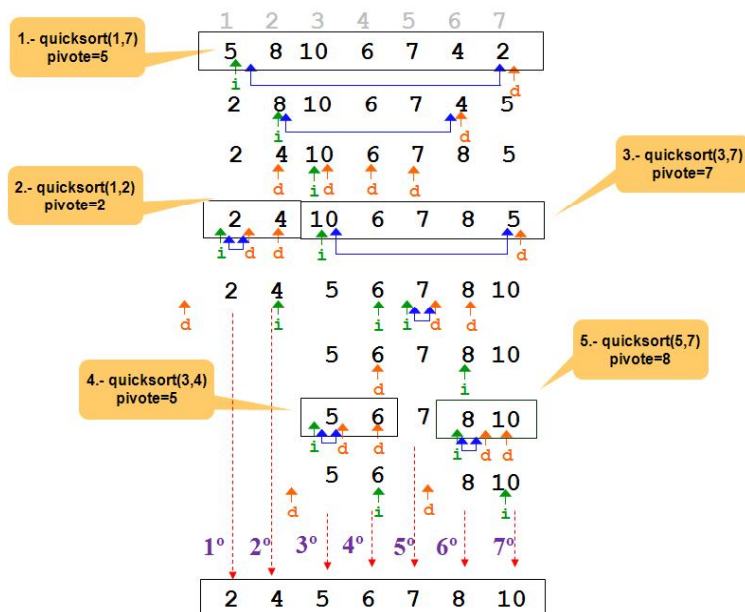 1 2 3 4 5 6 7
1.- quicksort(1,7)
pivote=5
5 8 10 6 7 4 2
i d
2 8 10 6 7 4 5
i d
2 4 10 6 7 8 5
d i d d d
2.- quicksort(1,2)
pivote=2
3.- quicksort(3,7)
pivote=7
2 4 10 6 7 8 5
i d d i d
2 4 5 6 7 8 10
d i i i d d
5 6 7 8 10
d i
4.- quicksort(3,4)
pivote=5
5.- quicksort(5,7)
pivote=8
5 6 7 8 10
i d d i d d
5 6 8 10
d i d i
1º 2º 3º 4º 5º 6º 7º
2 4 5 6 7 8 10